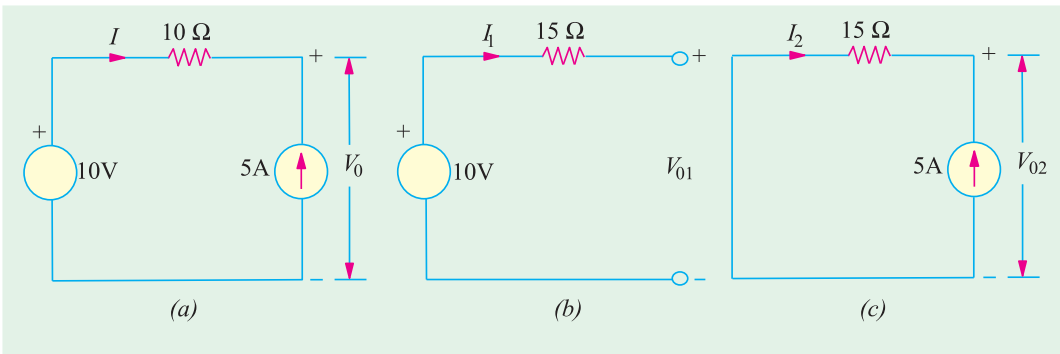 I 10 Ω
+
+
10V
5A
V0
–
(a)
I1 15 Ω
+
+
10V
V01
–
(b)
I2 15 Ω
+
5A
V02
–
(c)